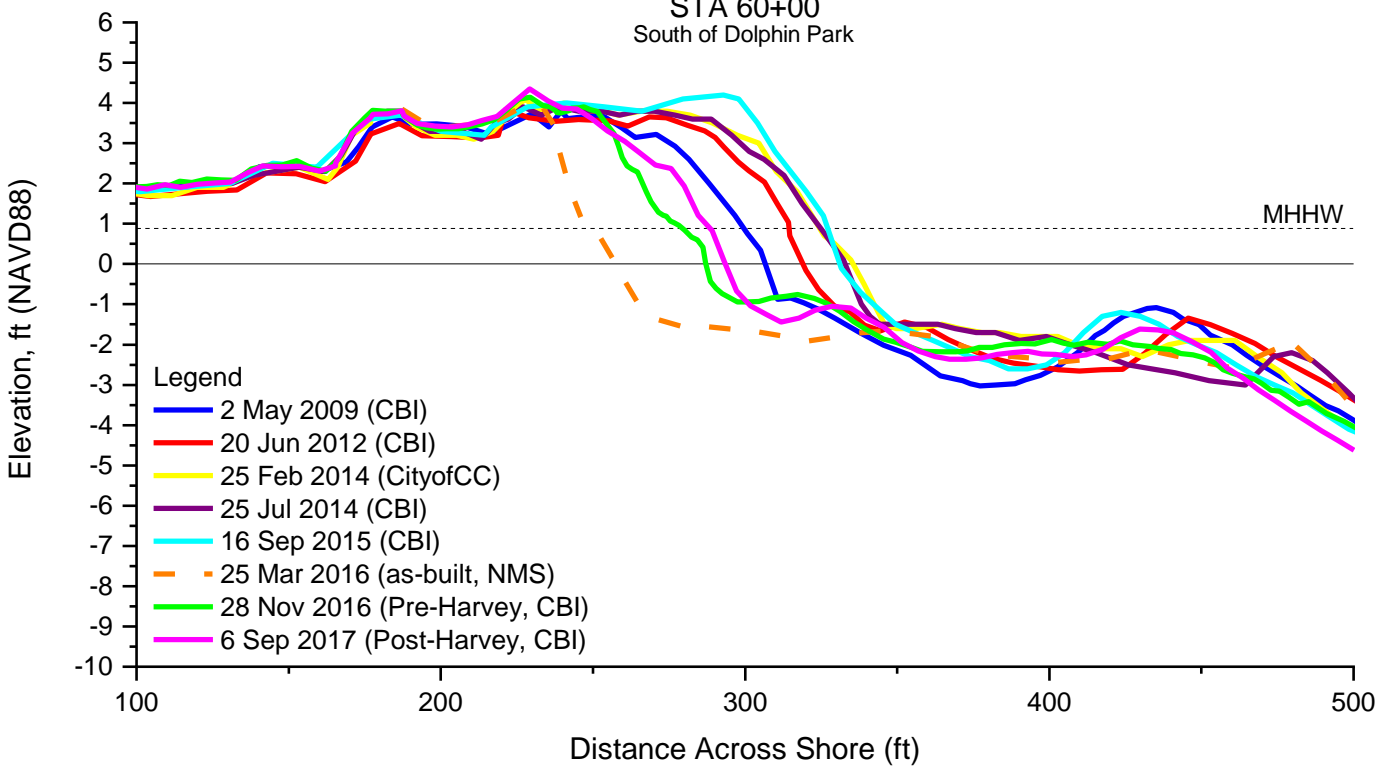 STA 60+00
South of Dolphin Park
6
5
4
3
2
1
0
-1
-2
-3
-4
-5
-6
-7
-8
-9
-10
Elevation, ft (NAVD88)
MHHW
Legend
2 May 2009 (CBI)
20 Jun 2012 (CBI)
25 Feb 2014 (CityofCC)
25 Jul 2014 (CBI)
16 Sep 2015 (CBI)
25 Mar 2016 (as-built, NMS)
28 Nov 2016 (Pre-Harvey, CBI)
6 Sep 2017 (Post-Harvey, CBI)
100 200 300 400 500
Distance Across Shore (ft)